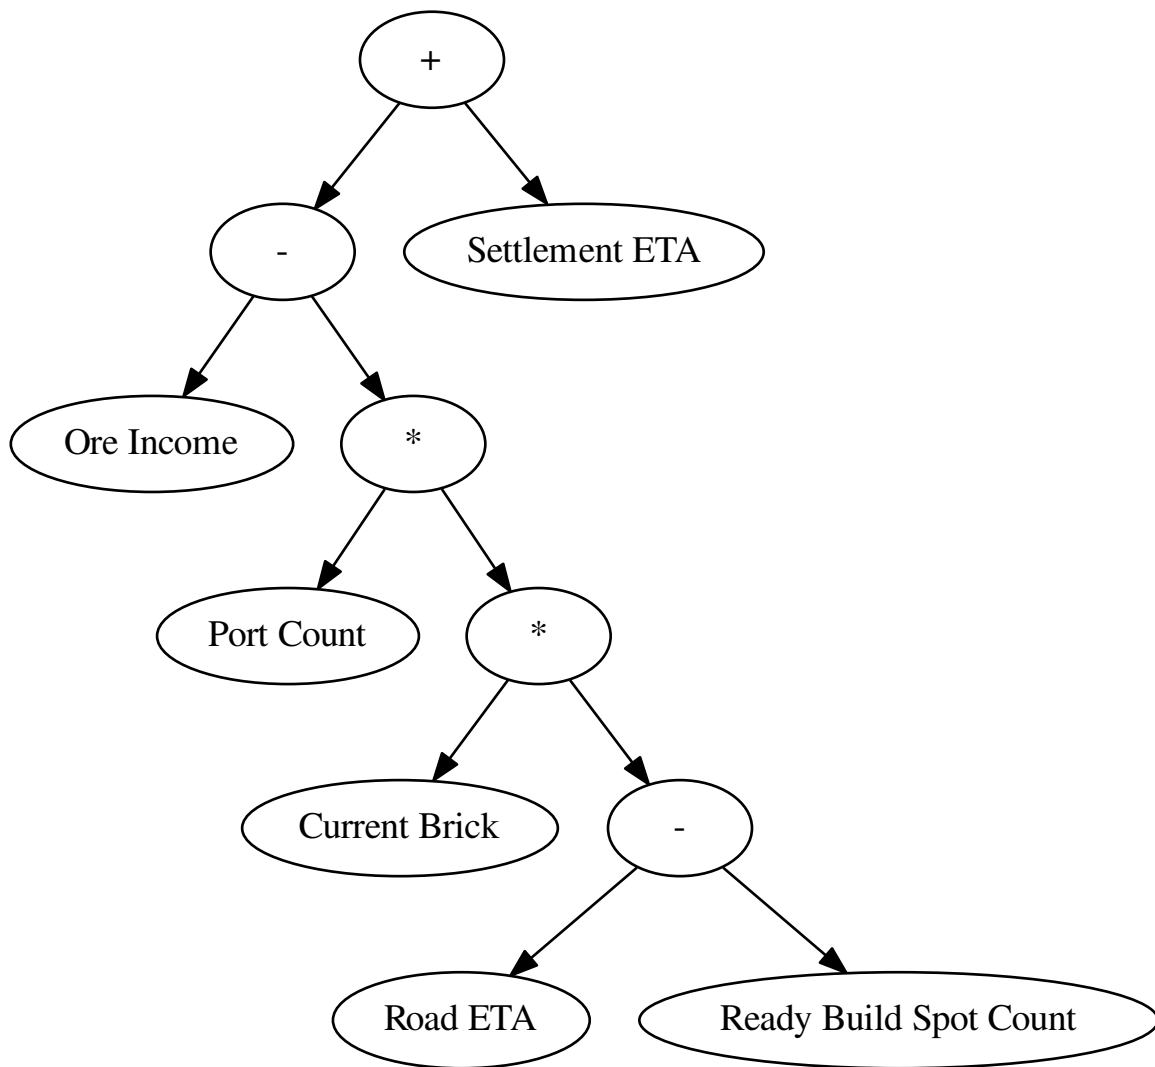 +
-
Settlement ETA
Ore Income
*
Port Count
*
Current Brick
-
Road ETA
Ready Build Spot Count